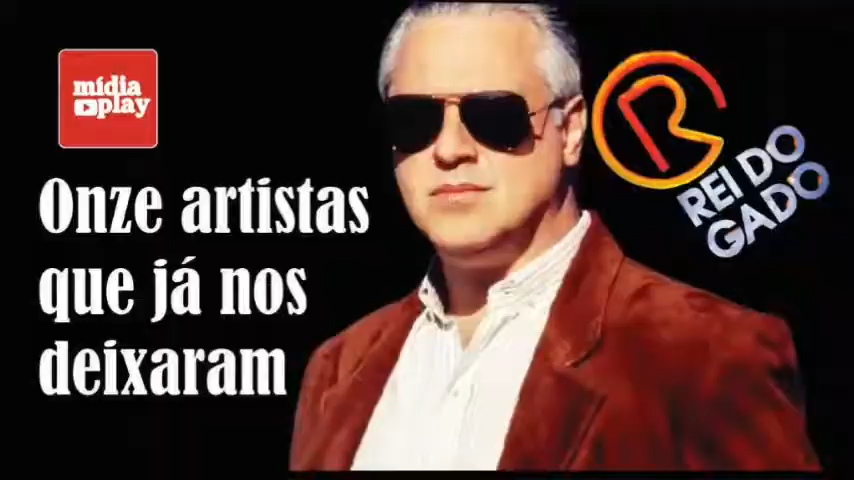 mídia
play
Onze artistas
que já nos
deixaram
R
REI DO
GADO